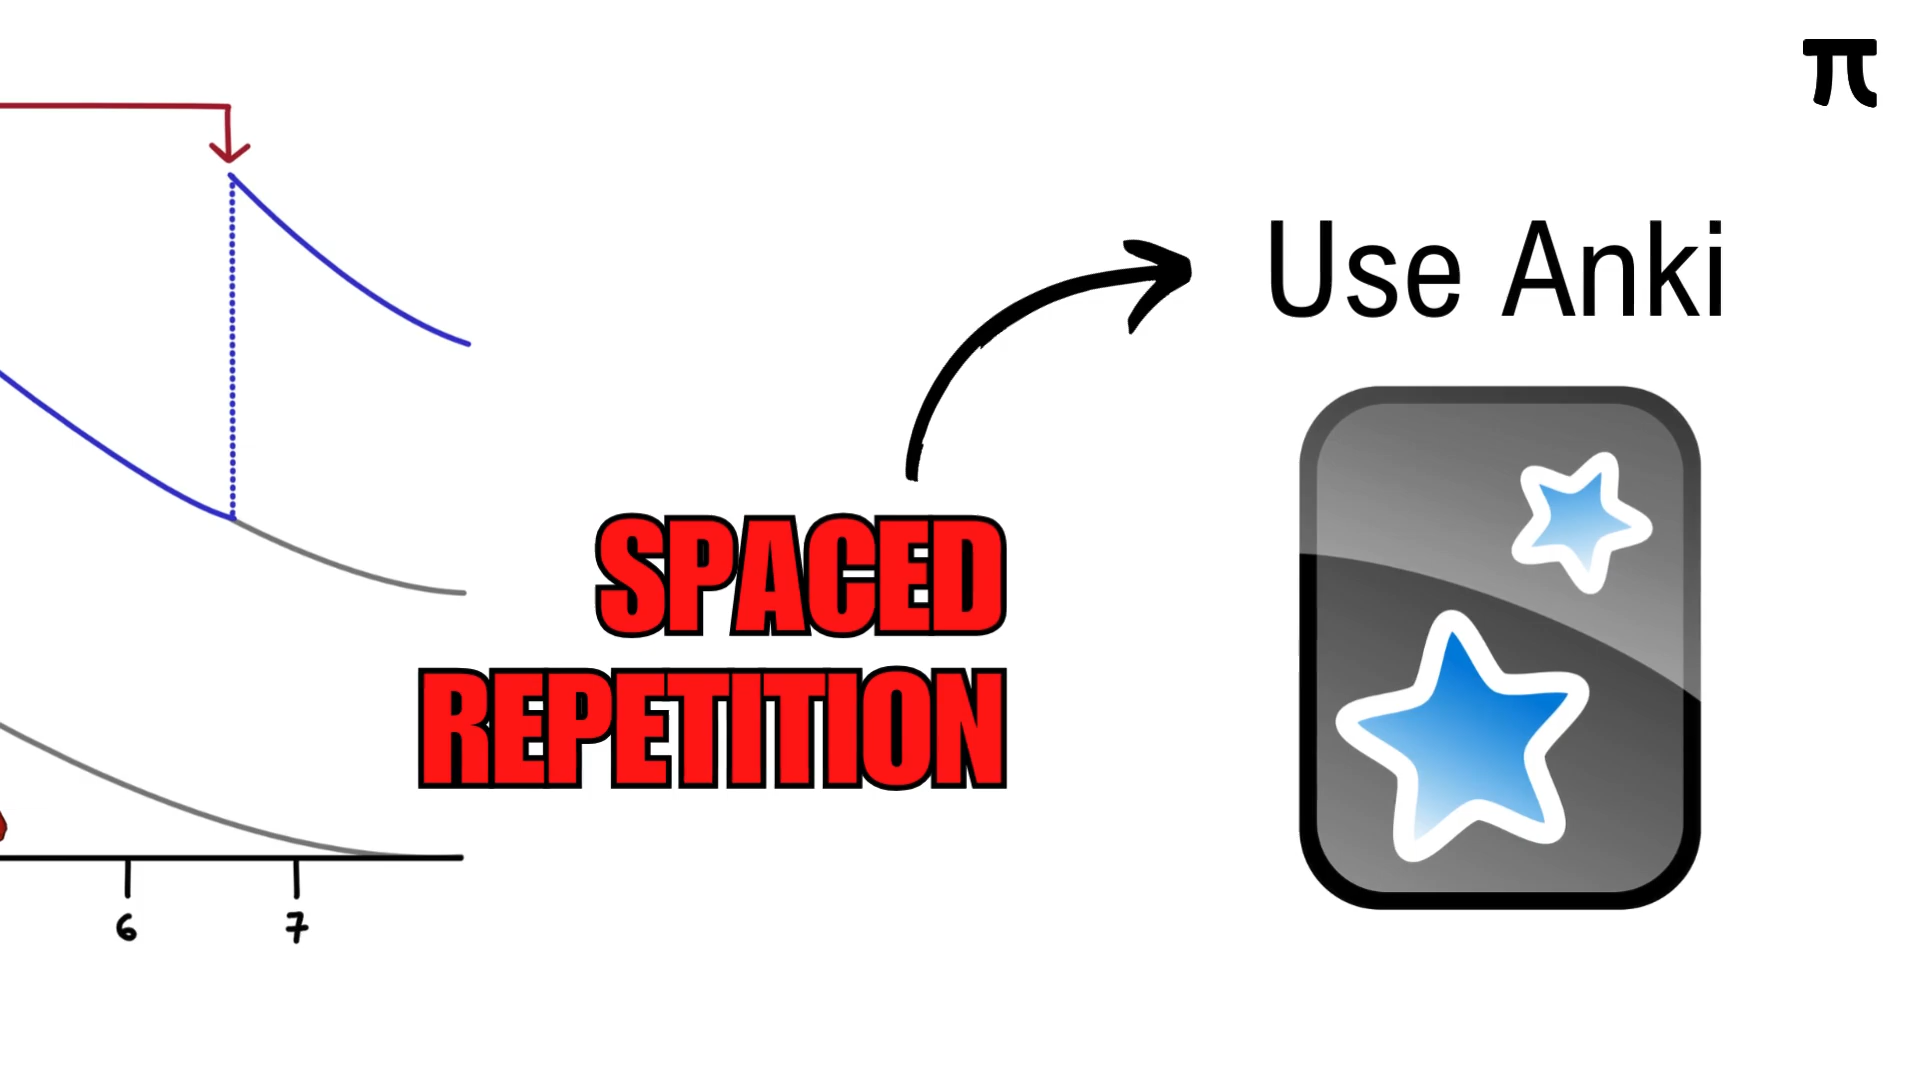 π
Use Anki
SPACED
REPETITION
6
7